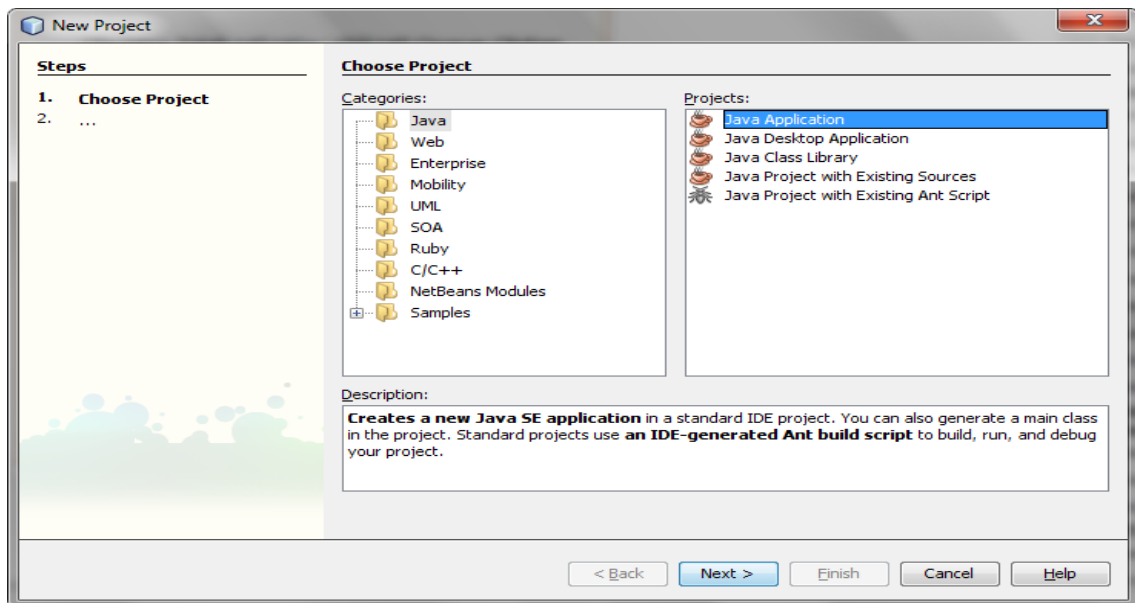 New Project
Steps
1. Choose Project
2. ...
Choose Project
Categories:
Java
Web
Enterprise
Mobility
UML
SOA
Ruby
C/C++
NetBeans Modules
Samples
Projects:
Java Application
Java Desktop Application
Java Class Library
Java Project with Existing Sources
Java Project with Existing Ant Script
Description:
Creates a new Java SE application in a standard IDE project. You can also generate a main class
in the project. Standard projects use an IDE-generated Ant build script to build, run, and debug
your project.
< Back
Next >
Finish
Cancel
Help